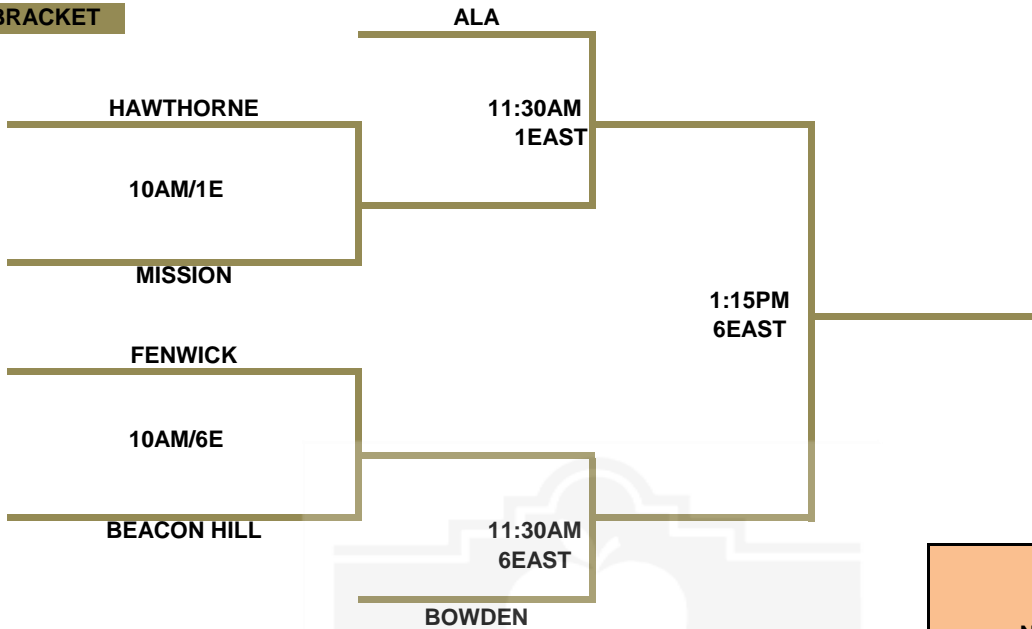 BRACKET
ALA
HAWTHORNE
11:30AM
1EAST
10AM/1E
MISSION
1:15PM
6EAST
FENWICK
10AM/6E
BEACON HILL
11:30AM
6EAST
BOWDEN